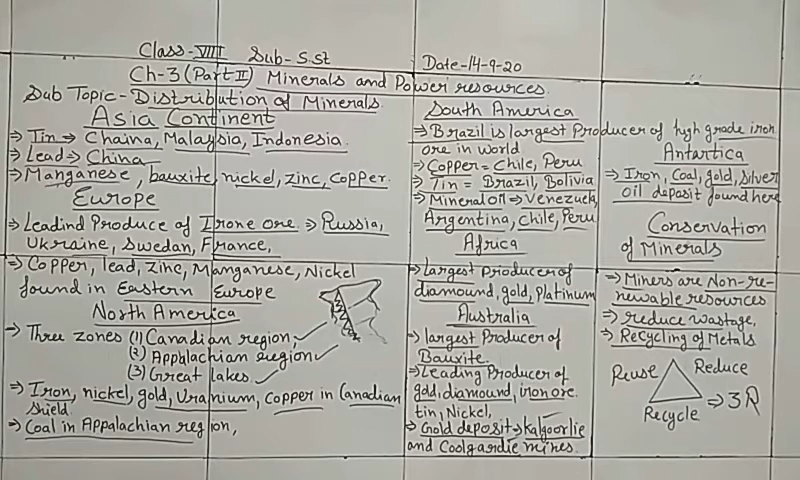 Class-VIII Sub-S.St Date-14-9-20
Ch-3 (Part II) Minerals and Power resources
Sub Topic-Distribution of Minerals
Asia Continent
⇒ Tin → Chaina, Malaysia, Indonesia.
⇒ Lead → China
⇒ Manganese, bauxite, nickel, zinc, Copper.
Europe
⇒ Leadind Produce of Irone ore. ⇒ Russia,
Ukraine, Swedan, France,
⇒ Copper, lead, zinc, Manganese, Nickel
found in Eastern Europe
North America
→ Three zones (1) Canadian region,
(2) Appalachian region
(3) Great lakes.
⇒ Iron, nickel, gold, Uranium, copper in Canadian
Shield.
⇒ Coal in Appalachian region,
South America
⇒ Brazil is largest Producer of high grade iron
ore in world
⇒ Copper = Chile, Peru
⇒ Tin = Brazil, Bolivia
⇒ Mineral oil → Venezuela,
Argentina, Chile, Peru
Africa
⇒ Largest Producer of
diamound, gold, Platinum
Australia
⇒ largest Producer of
Bauxite.
⇒ Leading Producer of
gold, diamound, iron ore.
tin, Nickel,
⇒ Gold deposit → Kalgoorlie
and Coolgardie mines.
Antartica
⇒ Iron, Coal, gold, silver
oil deposit found here
Conservation
of Minerals
⇒ Miners are Non-re-
newable resources
⇒ reduce wastage,
⇒ Recycling of Metals
Reuse Reduce
Recycle ⇒ 3R